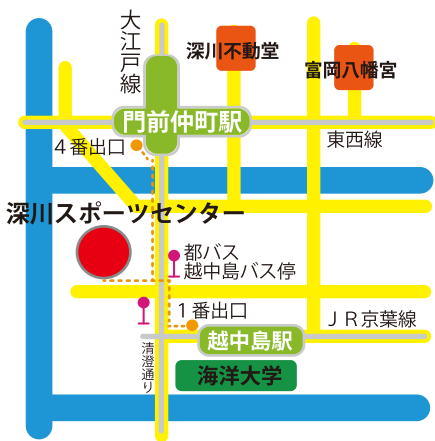 大江戸線
深川不動堂
富岡八幡宮
門前仲町駅
東西線
4番出口
深川スポーツセンター
都バス
越中島バス停
1番出口
JR京葉線
越中島駅
清澄通り
海洋大学